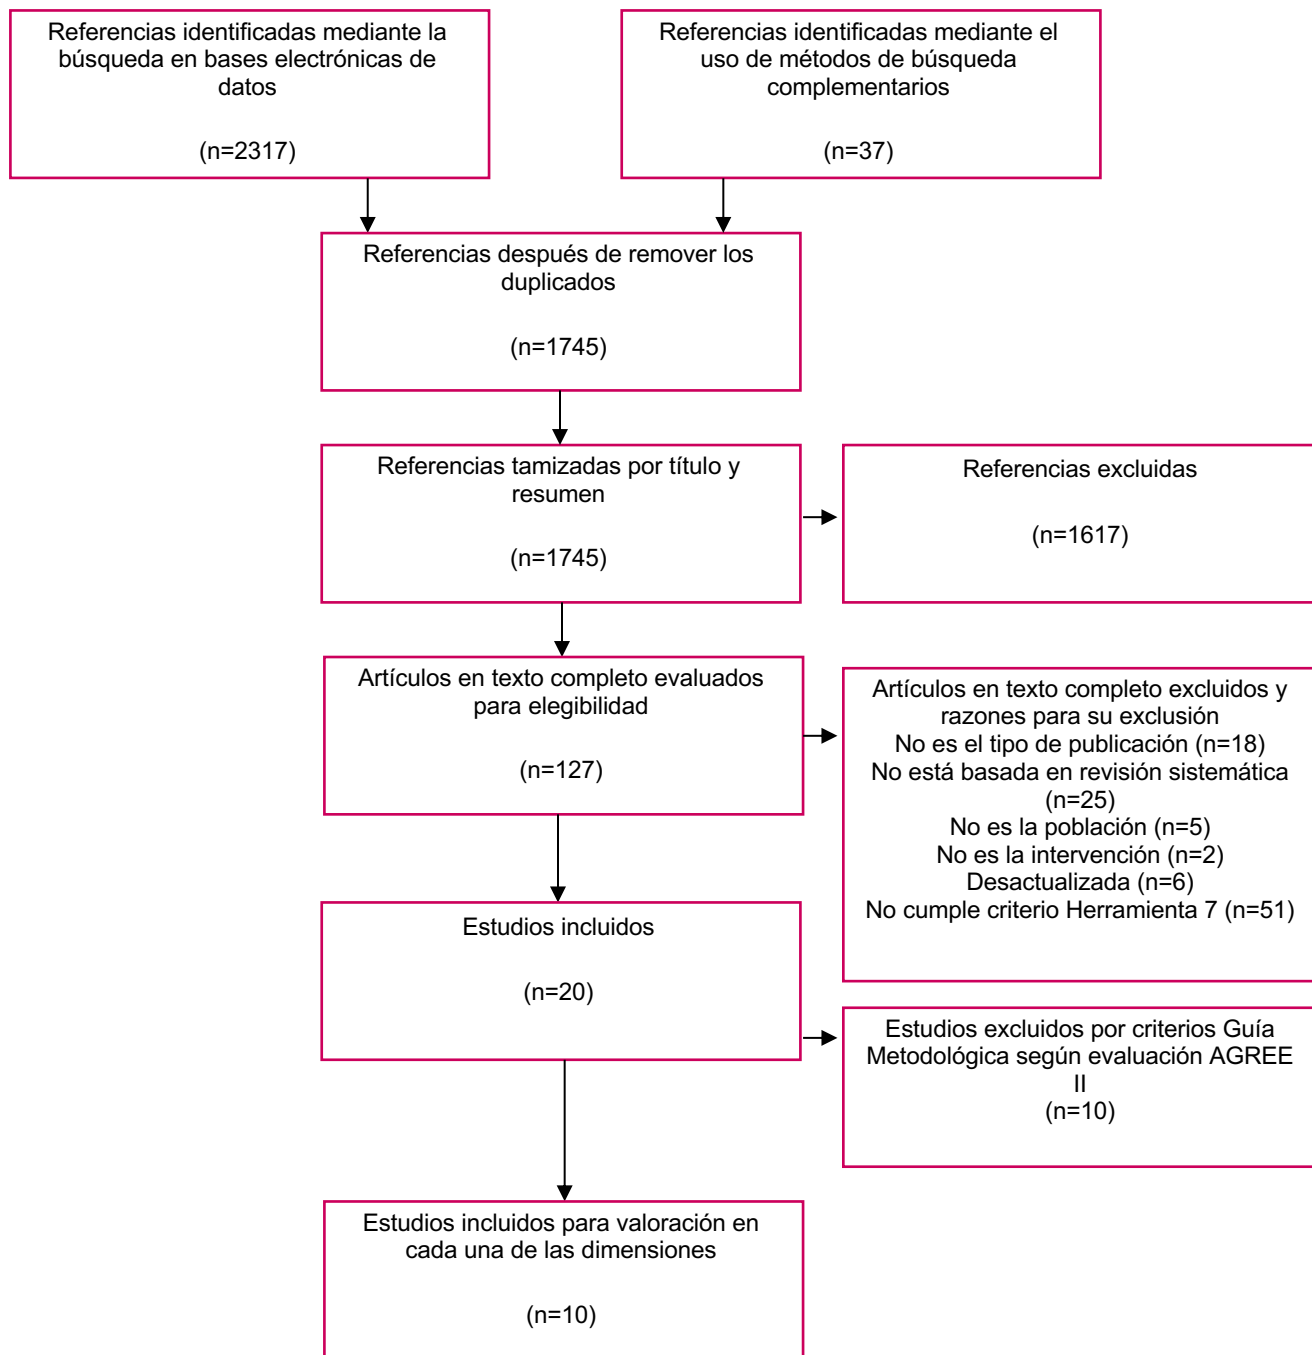 Referencias identificadas mediante la
búsqueda en bases electrónicas de
datos
(n=2317)
Referencias identificadas mediante el
uso de métodos de búsqueda
complementarios
(n=37)
Referencias después de remover los
duplicados
(n=1745)
Referencias tamizadas por título y
resumen
(n=1745)
Referencias excluidas
(n=1617)
Artículos en texto completo evaluados
para elegibilidad
(n=127)
Artículos en texto completo excluidos y
razones para su exclusión
No es el tipo de publicación (n=18)
No está basada en revisión sistemática
(n=25)
No es la población (n=5)
No es la intervención (n=2)
Desactualizada (n=6)
No cumple criterio Herramienta 7 (n=51)
Estudios incluidos
(n=20)
Estudios excluidos por criterios Guía
Metodológica según evaluación AGREE
II
(n=10)
Estudios incluidos para valoración en
cada una de las dimensiones
(n=10)